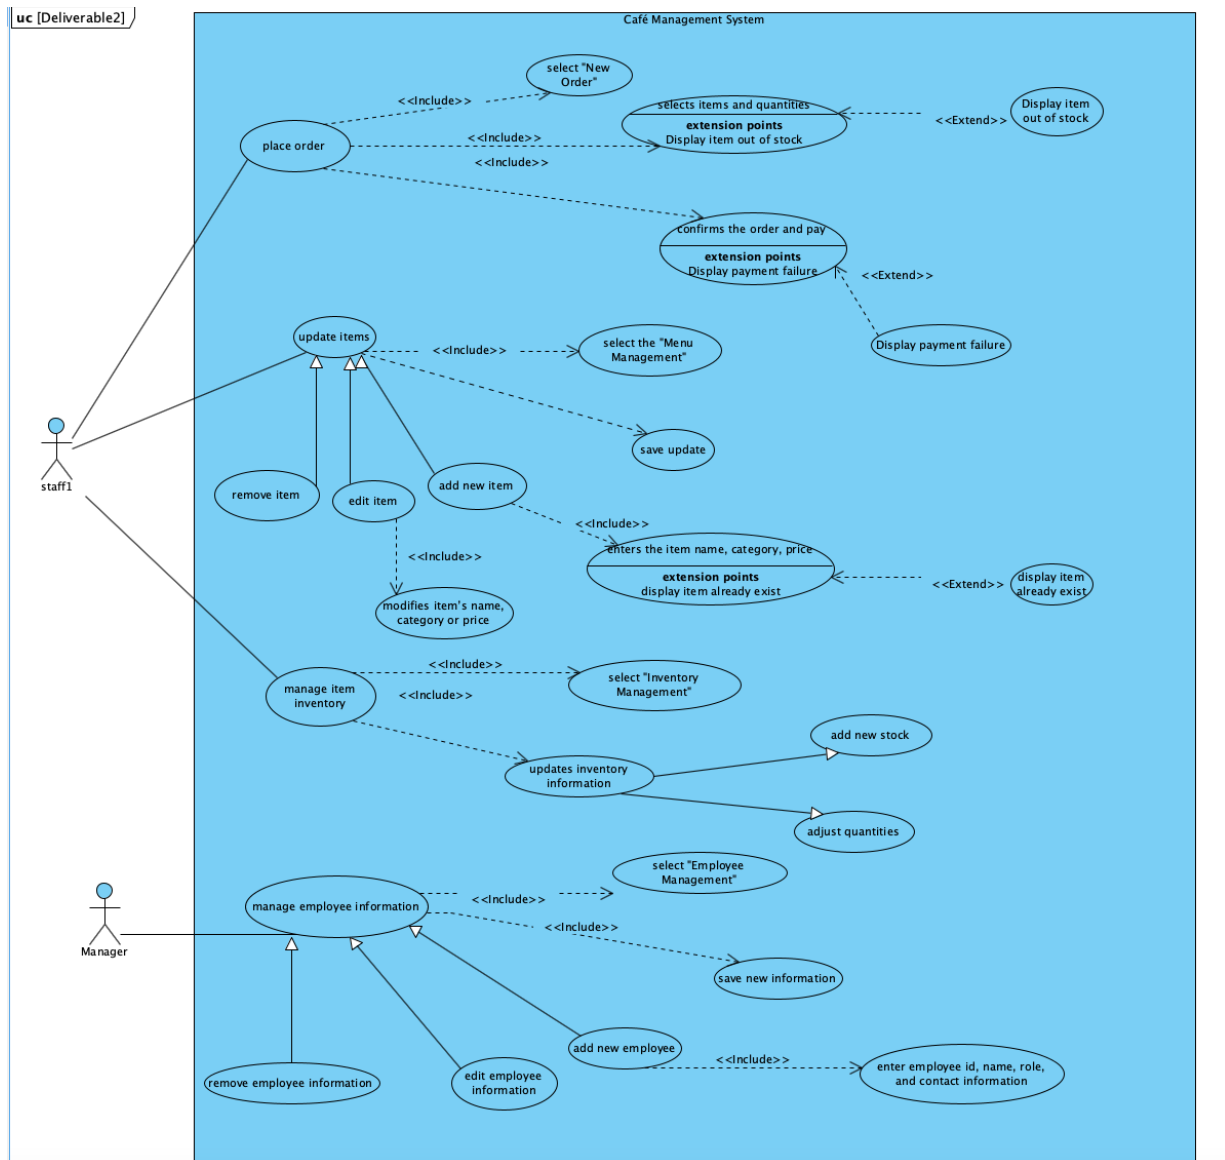 uc [Deliverable2]
Café Management System
select "New
Order"
<<Include>>
selects items and quantities
extension points
Display item out of stock
<<Extend>>
Display item
out of stock
place order
<<Include>>
<<Include>>
confirms the order and pay
extension points
Display payment failure
<<Extend>>
Display payment failure
update items
<<Include>>
select the "Menu
Management"
save update
staff1
remove item
edit item
add new item
<<Include>>
enters the item name, category, price
extension points
display item already exist
<<Extend>>
display item
already exist
<<Include>>
modifies item's name,
category or price
manage item
inventory
<<Include>>
<<Include>>
select "Inventory
Management"
updates inventory
information
add new stock
adjust quantities
Manager
manage employee information
<<Include>>
select "Employee
Management"
<<Include>>
save new information
remove employee information
edit employee
information
add new employee
<<Include>>
enter employee id, name, role,
and contact information